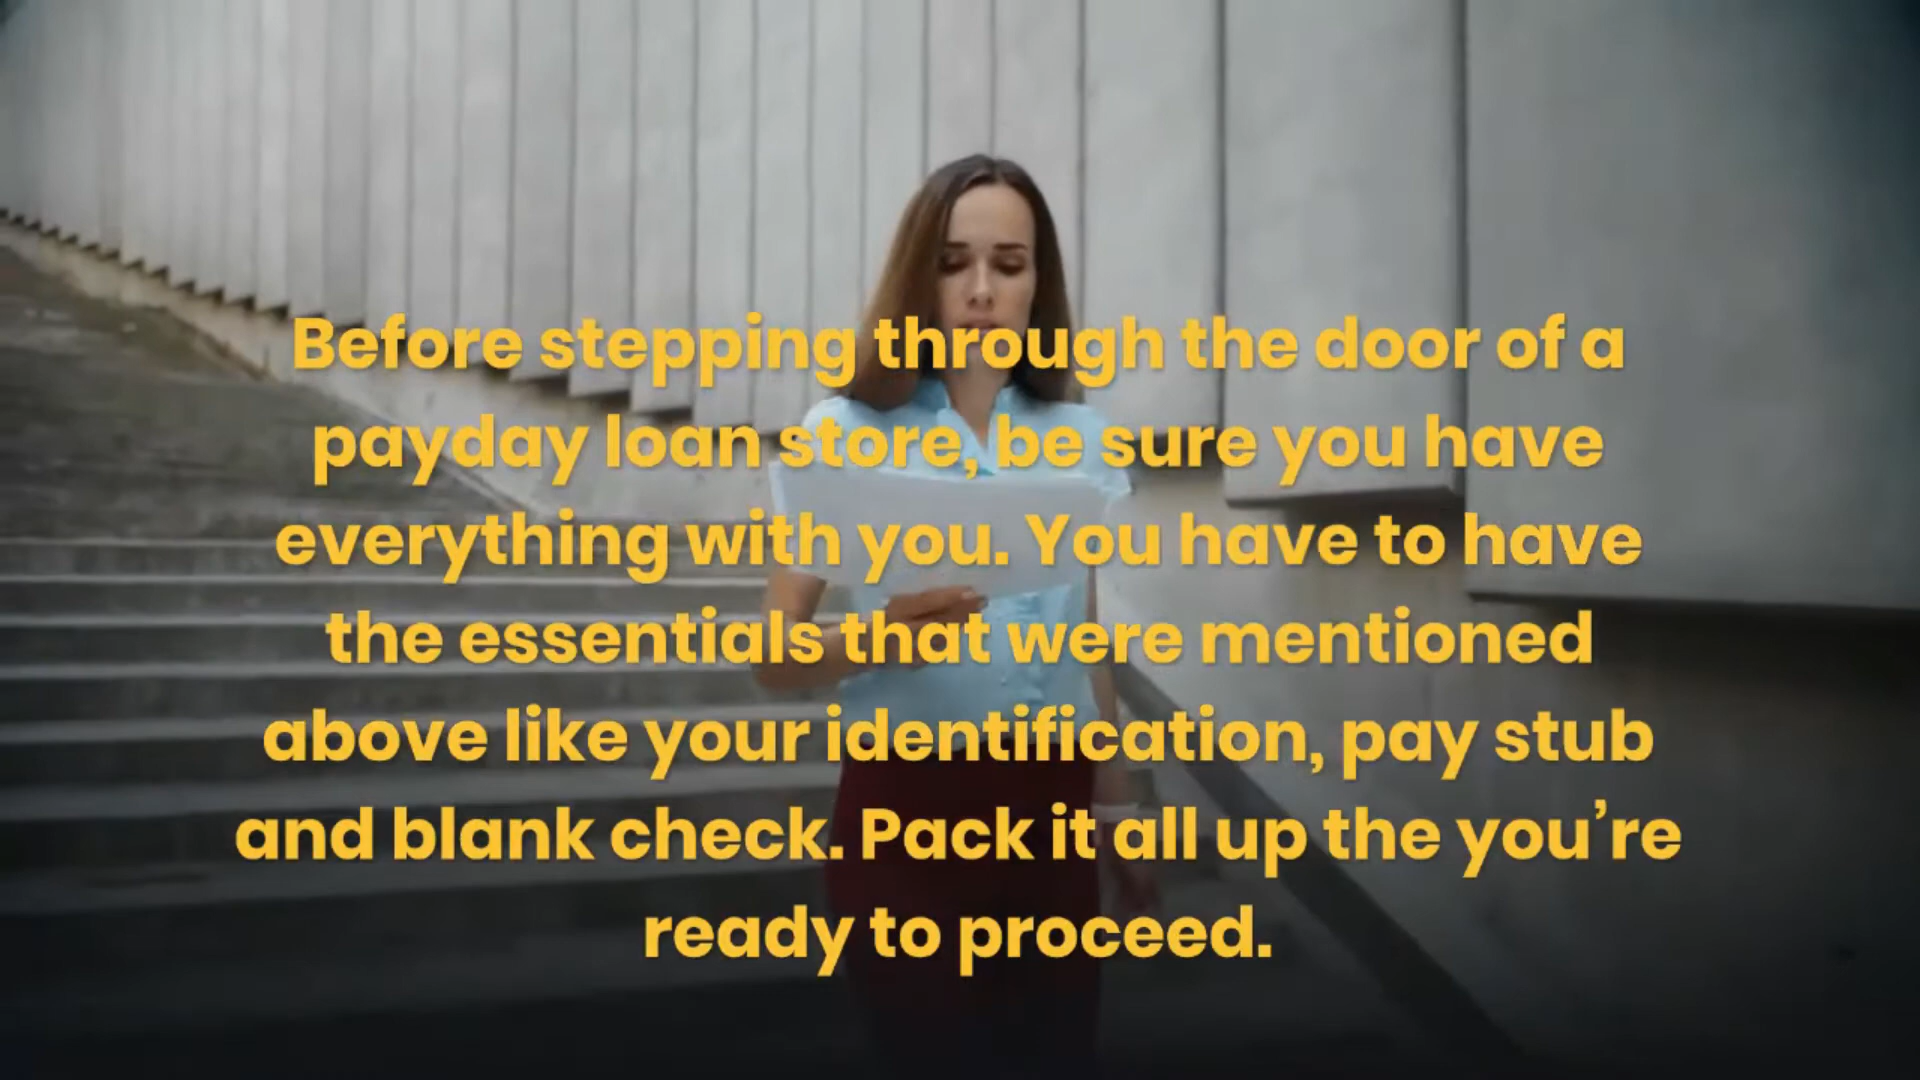 Before stepping through the door of a
payday loan store, be sure you have
everything with you. You have to have
the essentials that were mentioned
above like your identification, pay stub
and blank check. Pack it all up the you’re
ready to proceed.